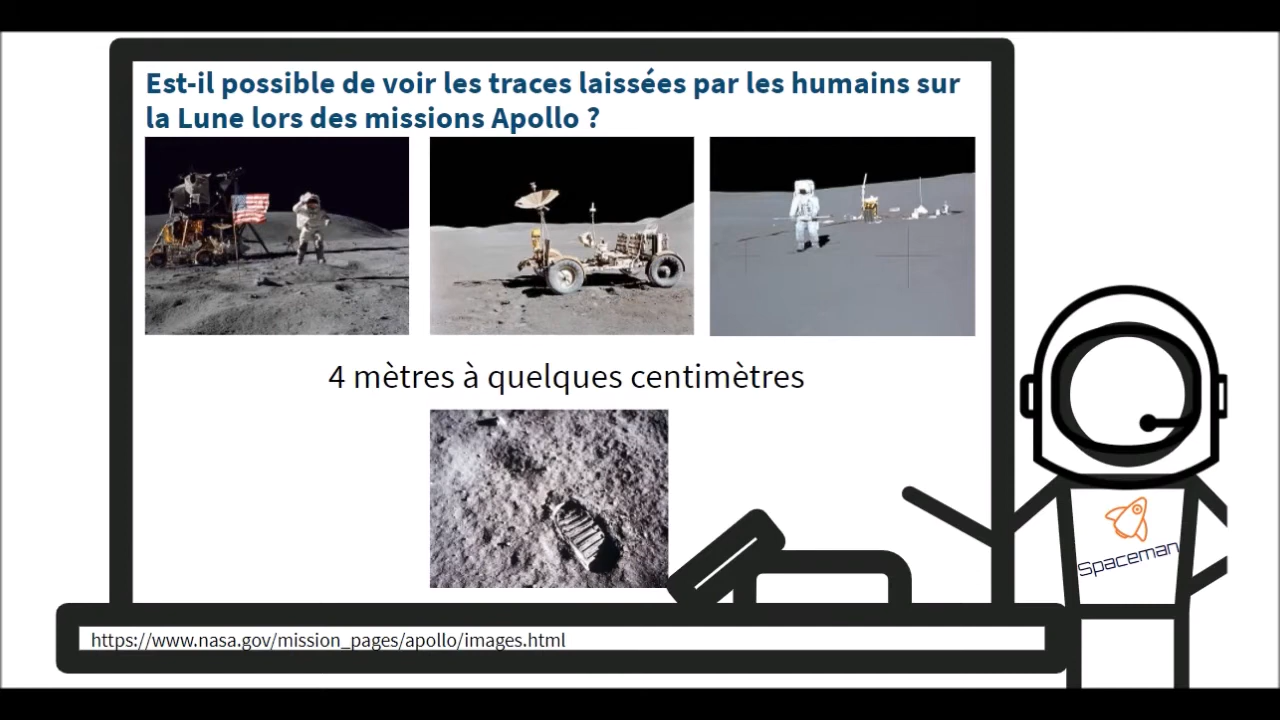 Est-il possible de voir les traces laissées par les humains sur
la Lune lors des missions Apollo ?
4 mètres à quelques centimètres
Spaceman
https://www.nasa.gov/mission_pages/apollo/images.html